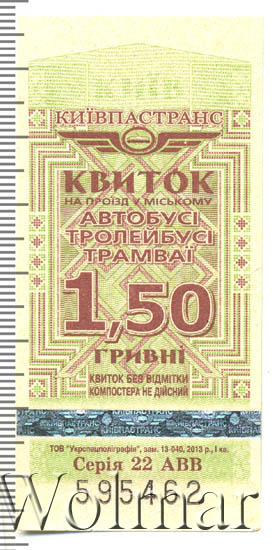 КИЇВПАСТРАНС
КВИТОК
НА ПРОЇЗД У МІСЬКОМУ
АВТОБУСІ
ТРОЛЕЙБУСІ
ТРАМВАЇ
1,50
ГРИВНІ
КВИТОК БЕЗ ВІДМІТКИ
КОМПОСТЕРА НЕ ДІЙСНИЙ
ТОВ "Укрспецполіграфія", зам. 13-040, 2013 р., I кв.
Серія 22 АВВ
595462
Wolmar